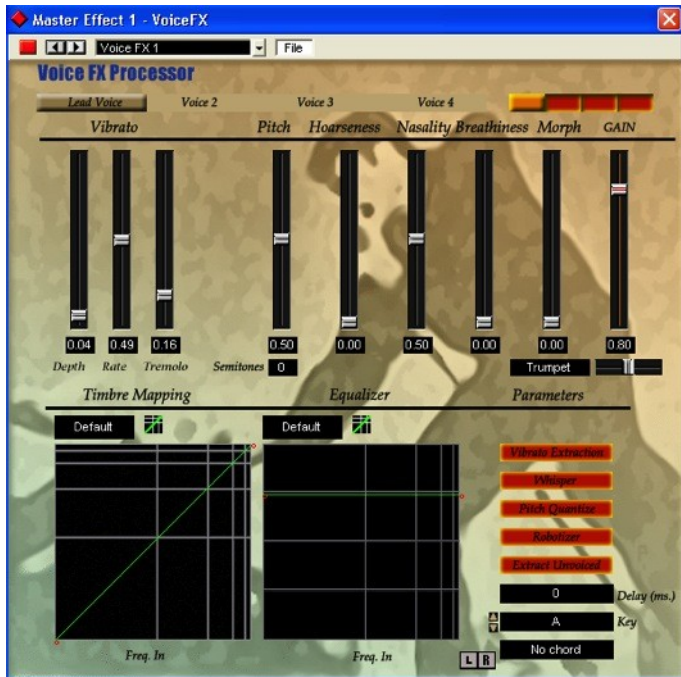 Master Effect 1 - VoiceFX
Voice FX 1
File
Voice FX Processor
Lead Voice Voice 2 Voice 3 Voice 4
Vibrato Pitch Hoarseness Nasality Breathiness Morph GAIN
0.04 0.49 0.16 0.50 0.00 0.50 0.00 0.00 0.80
Depth Rate Tremolo Semitones 0 Trumpet
Timbre Mapping Equalizer Parameters
Default Default
Vibrato Extraction
Whisper
Pitch Quantize
Robotizer
Extract Unvoiced
0 Delay (ms.)
A Key
No chord
Freq. In Freq. In L R